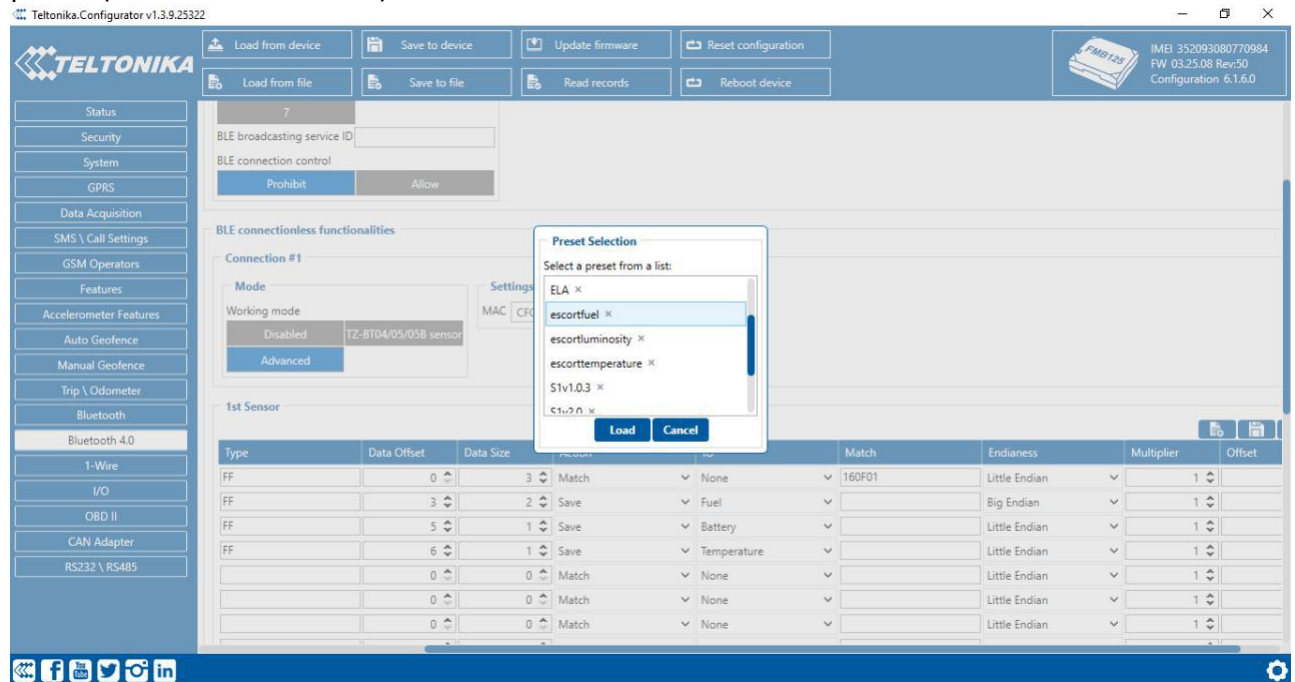 Teltonika.Configurator v1.3.9.25322
TELTONIKA
Load from device
Save to device
Update firmware
Reset configuration
Load from file
Save to file
Read records
Reboot device
FMB125
IMEI 352093080770984
FW 03.25.08 Rev:50
Configuration 6.1.6.0
Status
Security
System
GPRS
Data Acquisition
SMS \ Call Settings
GSM Operators
Features
Accelerometer Features
Auto Geofence
Manual Geofence
Trip \ Odometer
Bluetooth
Bluetooth 4.0
1-Wire
I/O
OBD II
CAN Adapter
RS232 \ RS485
7
BLE broadcasting service ID
BLE connection control
Prohibit Allow
BLE connectionless functionalities
Connection #1
Mode
Working mode
Disabled TZ-BT04/05/05B sensor
Advanced
Settings
MAC
Preset Selection
Select a preset from a list:
ELA ×
escortfuel ×
escortluminosity ×
escorttemperature ×
S1v1.0.3 ×
S1v2.0 ×
Load Cancel
1st Sensor
Type Data Offset Data Size Match Endianess Multiplier Offset
FF 0 3 Match None 160F01 Little Endian 1
FF 3 2 Save Fuel Big Endian 1
FF 5 1 Save Battery Little Endian 1
FF 6 1 Save Temperature Little Endian 1
0 0 Match None Little Endian 1
0 0 Match None Little Endian 1
0 0 Match None Little Endian 1
f You Tube in